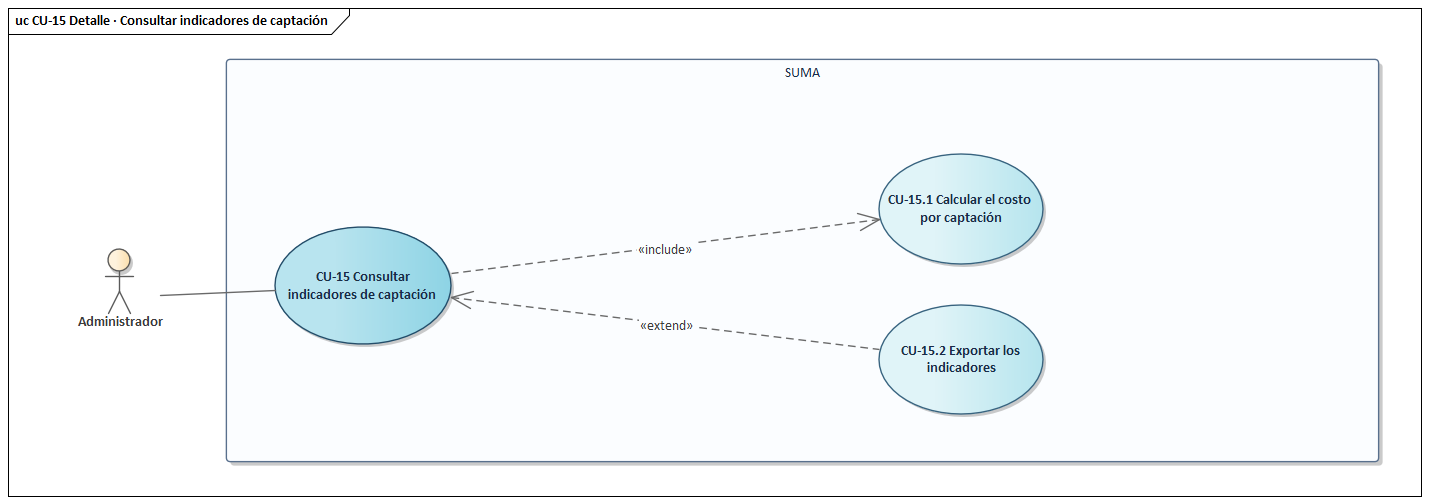 uc CU-15 Detalle · Consultar indicadores de captación
SUMA
CU-15.1 Calcular el costo
por captación
«include»
CU-15 Consultar
indicadores de captación
Administrador
«extend»
CU-15.2 Exportar los
indicadores